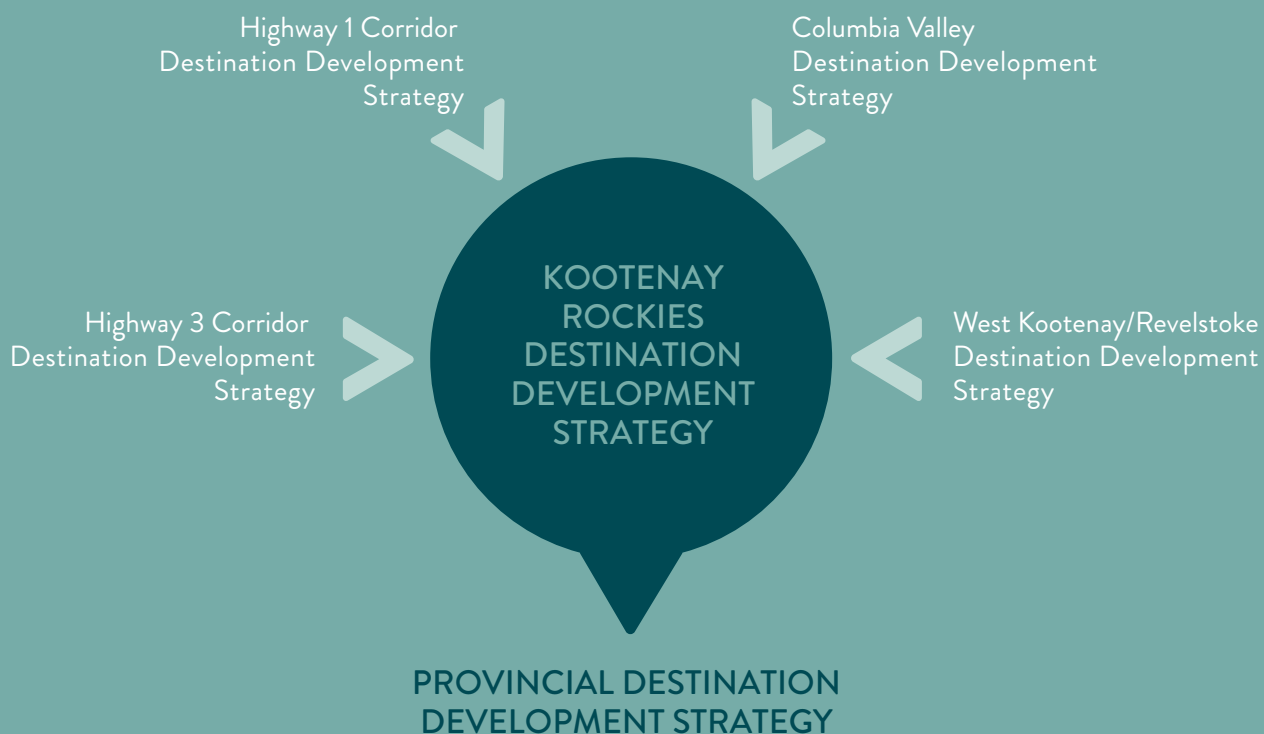 Highway 1 Corridor
Destination Development
Strategy
Columbia Valley
Destination Development
Strategy
Highway 3 Corridor
Destination Development
Strategy
KOOTENAY
ROCKIES
DESTINATION
DEVELOPMENT
STRATEGY
West Kootenay/Revelstoke
Destination Development
Strategy
PROVINCIAL DESTINATION
DEVELOPMENT STRATEGY